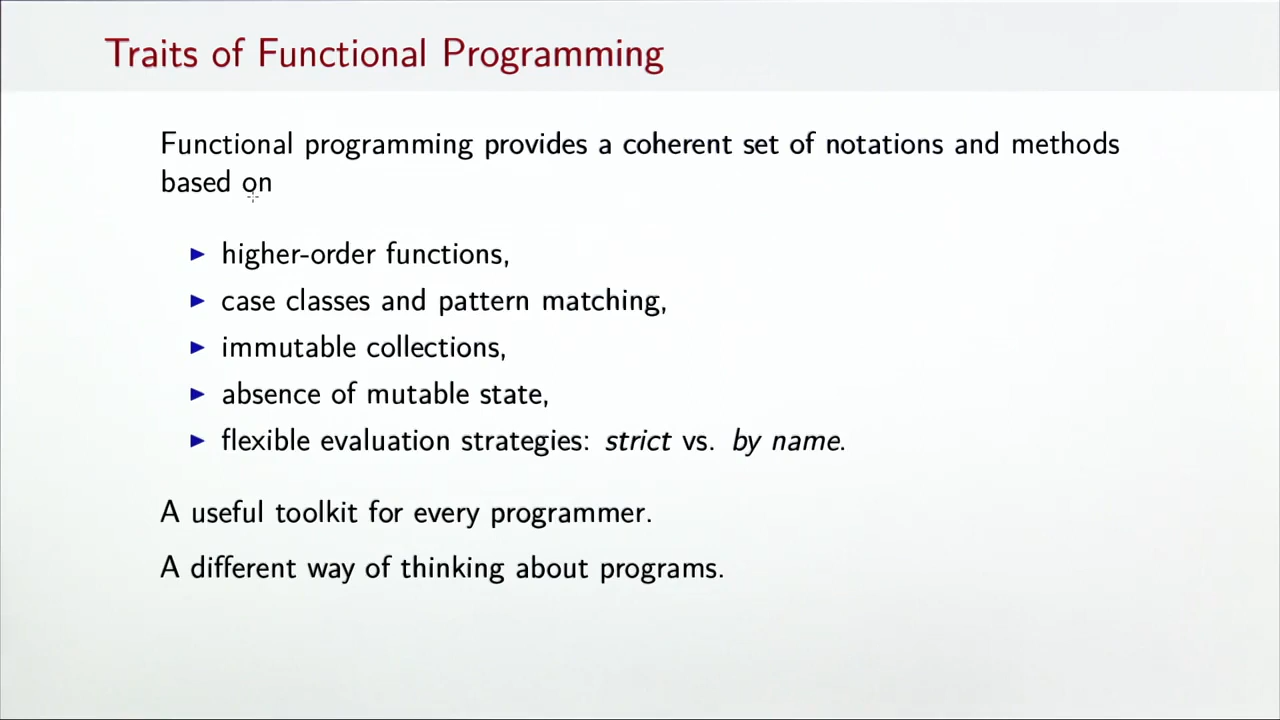 Traits of Functional Programming
Functional programming provides a coherent set of notations and methods
based on
▶ higher-order functions,
▶ case classes and pattern matching,
▶ immutable collections,
▶ absence of mutable state,
▶ flexible evaluation strategies: strict vs. by name.
A useful toolkit for every programmer.
A different way of thinking about programs.